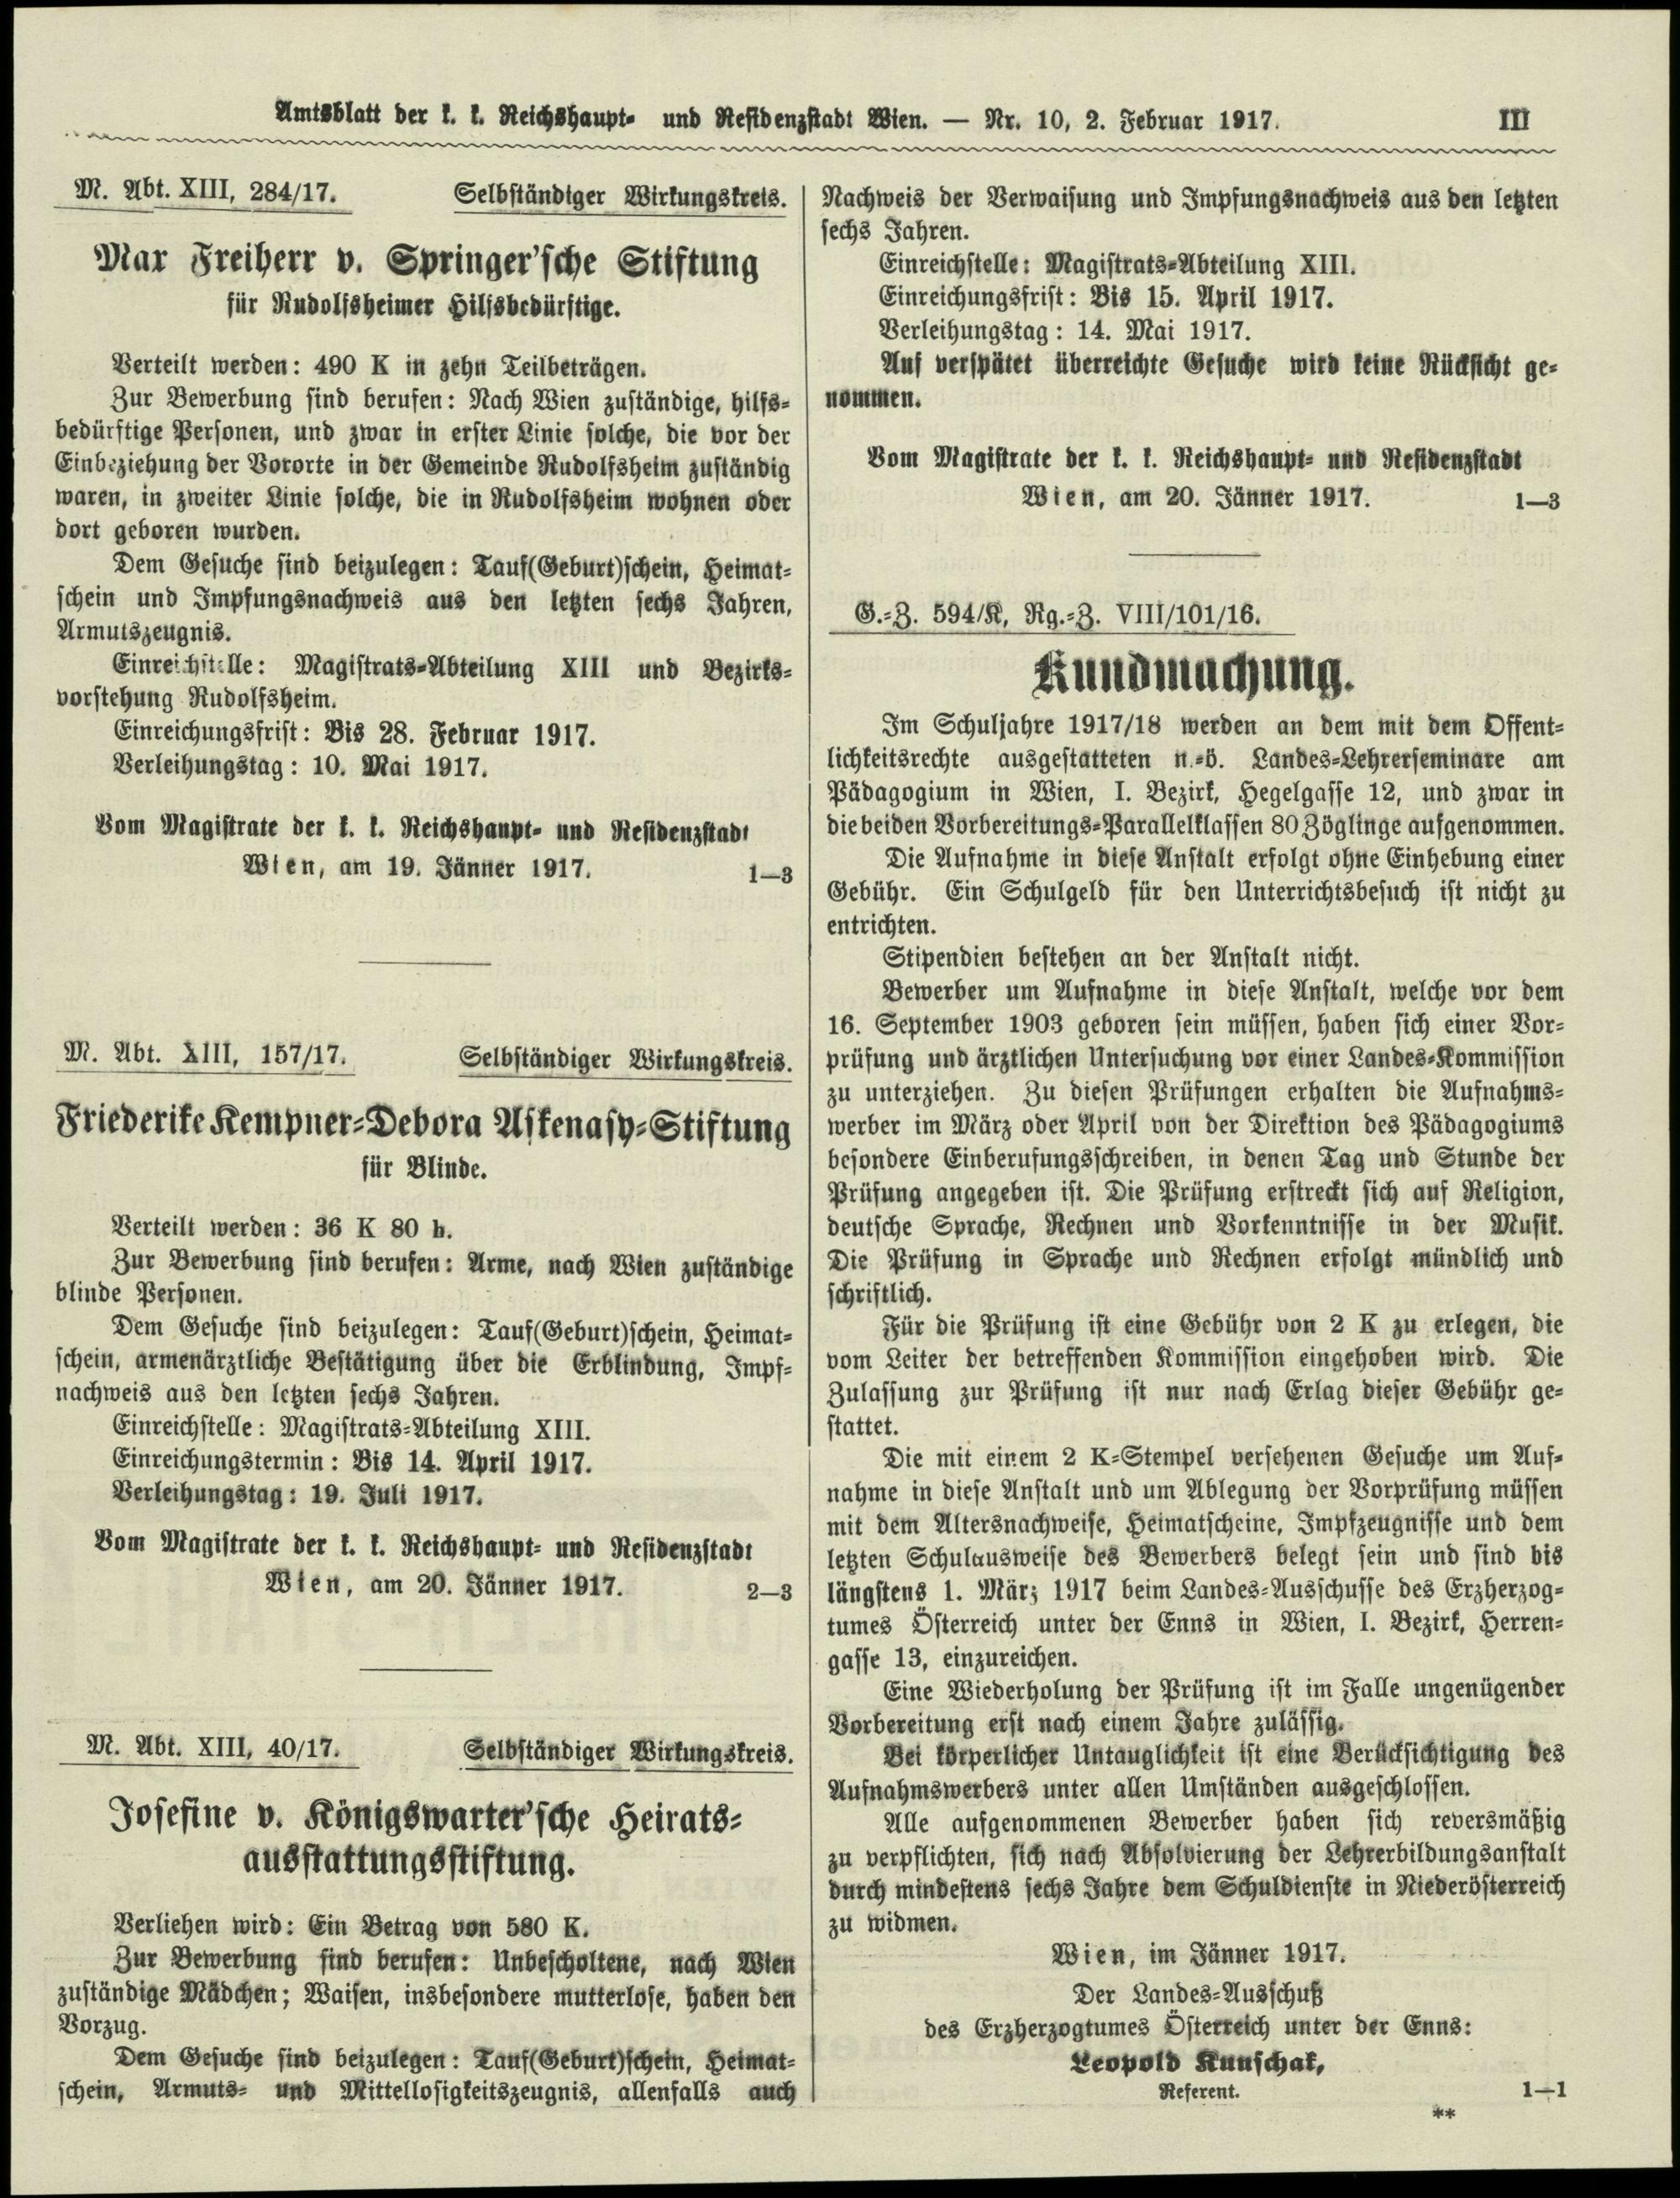 Amtsblatt der k. k. Reichshaupt- und Residenzstadt Wien. — Nr. 10, 2. Februar 1917. III
M. Abt. XIII, 284/17. Selbständiger Wirkungskreis.
Max Freiherr v. Springer'sche Stiftung
für Rudolfsheimer Hilfsbedürftige.
Verteilt werden: 490 K in zehn Teilbeträgen.
Zur Bewerbung sind berufen: Nach Wien zuständige, hilfs-
bedürftige Personen, und zwar in erster Linie solche, die vor der
Einbeziehung der Vororte in der Gemeinde Rudolfsheim zuständig
waren, in zweiter Linie solche, die in Rudolfsheim wohnen oder
dort geboren wurden.
Dem Gesuche sind beizulegen: Tauf(Geburt)schein, Heimat-
schein und Impfungsnachweis aus den letzten sechs Jahren,
Armutszeugnis.
Einreichstelle: Magistrats-Abteilung XIII und Bezirks-
vorstehung Rudolfsheim.
Einreichungsfrist: Bis 28. Februar 1917.
Verleihungstag: 10. Mai 1917.
Vom Magistrate der k. k. Reichshaupt- und Residenzstadt
Wien, am 19. Jänner 1917. 1—3
M. Abt. XIII, 157/17. Selbständiger Wirkungskreis.
Friederike Kempner-Debora Askenasy-Stiftung
für Blinde.
Verteilt werden: 36 K 80 h.
Zur Bewerbung sind berufen: Arme, nach Wien zuständige
blinde Personen.
Dem Gesuche sind beizulegen: Tauf(Geburt)schein, Heimat-
schein, armenärztliche Bestätigung über die Erblindung, Impf-
nachweis aus den letzten sechs Jahren.
Einreichstelle: Magistrats-Abteilung XIII.
Einreichungstermin: Bis 14. April 1917.
Verleihungstag: 19. Juli 1917.
Vom Magistrate der k. k. Reichshaupt- und Residenzstadt
Wien, am 20. Jänner 1917. 2—3
M. Abt. XIII, 40/17. Selbständiger Wirkungskreis.
Josefine v. Königswarter'sche Heirats-
ausstattungsstiftung.
Verliehen wird: Ein Betrag von 580 K.
Zur Bewerbung sind berufen: Unbescholtene, nach Wien
zuständige Mädchen; Waisen, insbesondere mutterlose, haben den
Vorzug.
Dem Gesuche sind beizulegen: Tauf(Geburt)schein, Heimat-
schein, Armuts- und Mittellosigkeitszeugnis, allenfalls auch
Nachweis der Verwaisung und Impfungsnachweis aus den letzten
sechs Jahren.
Einreichstelle: Magistrats-Abteilung XIII.
Einreichungsfrist: Bis 15. April 1917.
Verleihungstag: 14. Mai 1917.
Auf verspätet überreichte Gesuche wird keine Rücksicht ge-
nommen.
Vom Magistrate der k. k. Reichshaupt- und Residenzstadt
Wien, am 20. Jänner 1917. 1—3
G.-Z. 594/K, Rg.-Z. VIII/101/16.
Kundmachung.
Im Schuljahre 1917/18 werden an dem mit dem Öffent-
lichkeitsrechte ausgestatteten n.-ö. Landes-Lehrerseminare am
Pädagogium in Wien, I. Bezirk, Hegelgasse 12, und zwar in
die beiden Vorbereitungs-Parallelklassen 80 Zöglinge aufgenommen.
Die Aufnahme in diese Anstalt erfolgt ohne Einhebung einer
Gebühr. Ein Schulgeld für den Unterrichtsbesuch ist nicht zu
entrichten.
Stipendien bestehen an der Anstalt nicht.
Bewerber um Aufnahme in diese Anstalt, welche vor dem
16. September 1903 geboren sein müssen, haben sich einer Vor-
prüfung und ärztlichen Untersuchung vor einer Landes-Kommission
zu unterziehen. Zu diesen Prüfungen erhalten die Aufnahms-
werber im März oder April von der Direktion des Pädagogiums
besondere Einberufungsschreiben, in denen Tag und Stunde der
Prüfung angegeben ist. Die Prüfung erstreckt sich auf Religion,
deutsche Sprache, Rechnen und Vorkenntnisse in der Musik.
Die Prüfung in Sprache und Rechnen erfolgt mündlich und
schriftlich.
Für die Prüfung ist eine Gebühr von 2 K zu erlegen, die
vom Leiter der betreffenden Kommission eingehoben wird. Die
Zulassung zur Prüfung ist nur nach Erlag dieser Gebühr ge-
stattet.
Die mit einem 2 K-Stempel versehenen Gesuche um Auf-
nahme in diese Anstalt und um Ablegung der Vorprüfung müssen
mit dem Altersnachweise, Heimatscheine, Impfzeugnisse und dem
letzten Schulausweise des Bewerbers belegt sein und sind bis
längstens 1. März 1917 beim Landes-Ausschusse des Erzherzog-
tumes Österreich unter der Enns in Wien, I. Bezirk, Herren-
gasse 13, einzureichen.
Eine Wiederholung der Prüfung ist im Falle ungenügender
Vorbereitung erst nach einem Jahre zulässig.
Bei körperlicher Untauglichkeit ist eine Berücksichtigung des
Aufnahmswerbers unter allen Umständen ausgeschlossen.
Alle aufgenommenen Bewerber haben sich reversmäßig
zu verpflichten, sich nach Absolvierung der Lehrerbildungsanstalt
durch mindestens sechs Jahre dem Schuldienste in Niederösterreich
zu widmen.
Wien, im Jänner 1917.
Der Landes-Ausschuß
des Erzherzogtumes Österreich unter der Enns:
Leopold Kunschak,
Referent. 1—1
**